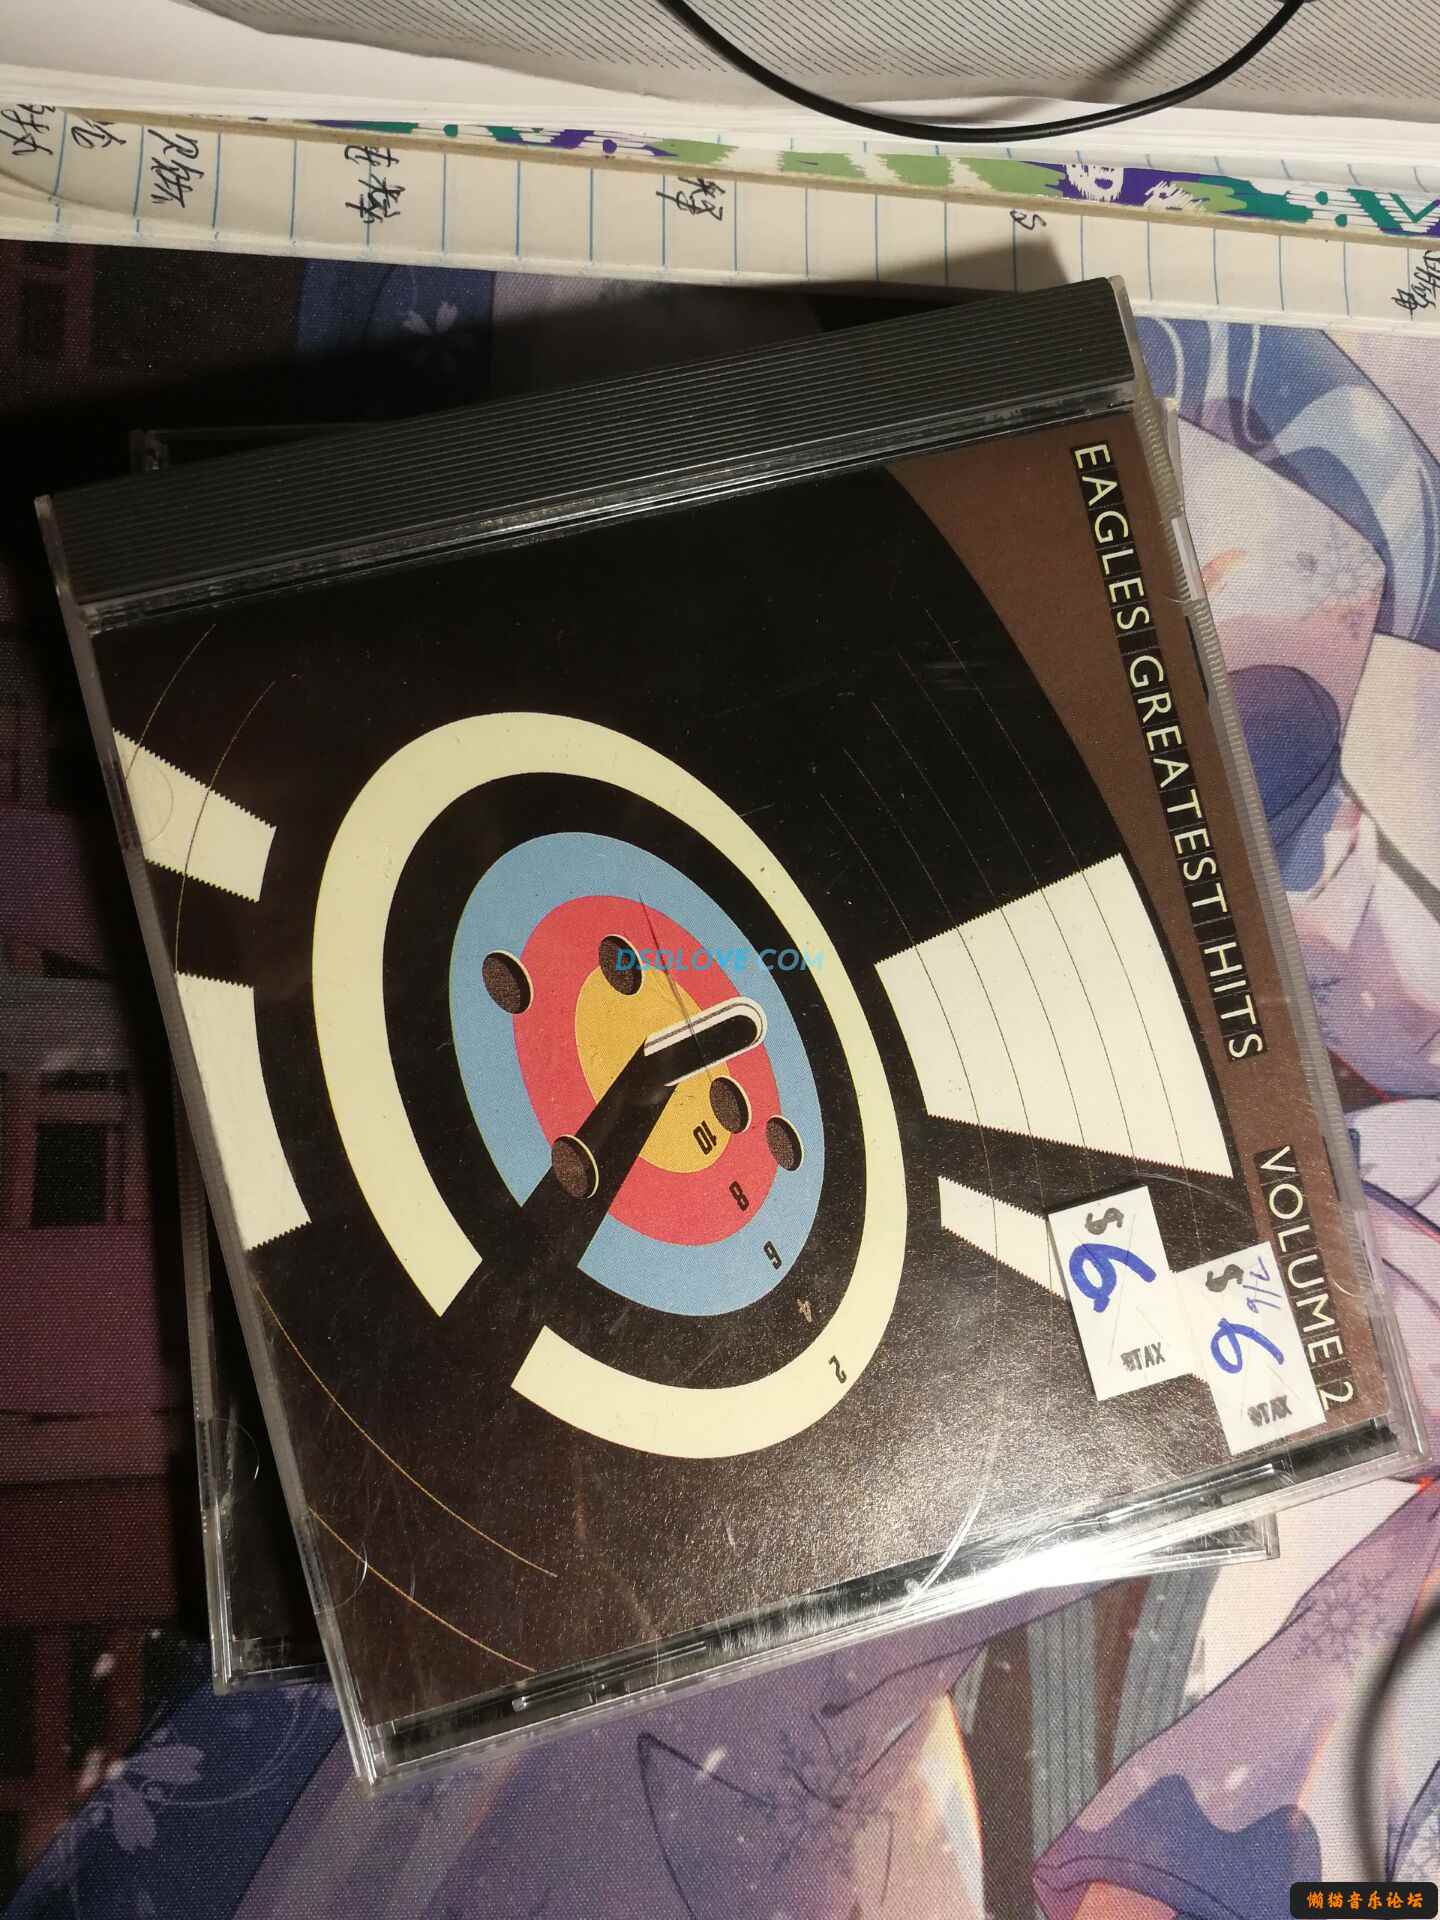 EAGLES GREATEST HITS VOLUME 2
10
8
6
4
2
$
6
TAX
$
6
TAX
DSDLOVE.COM
懒猫音乐论坛